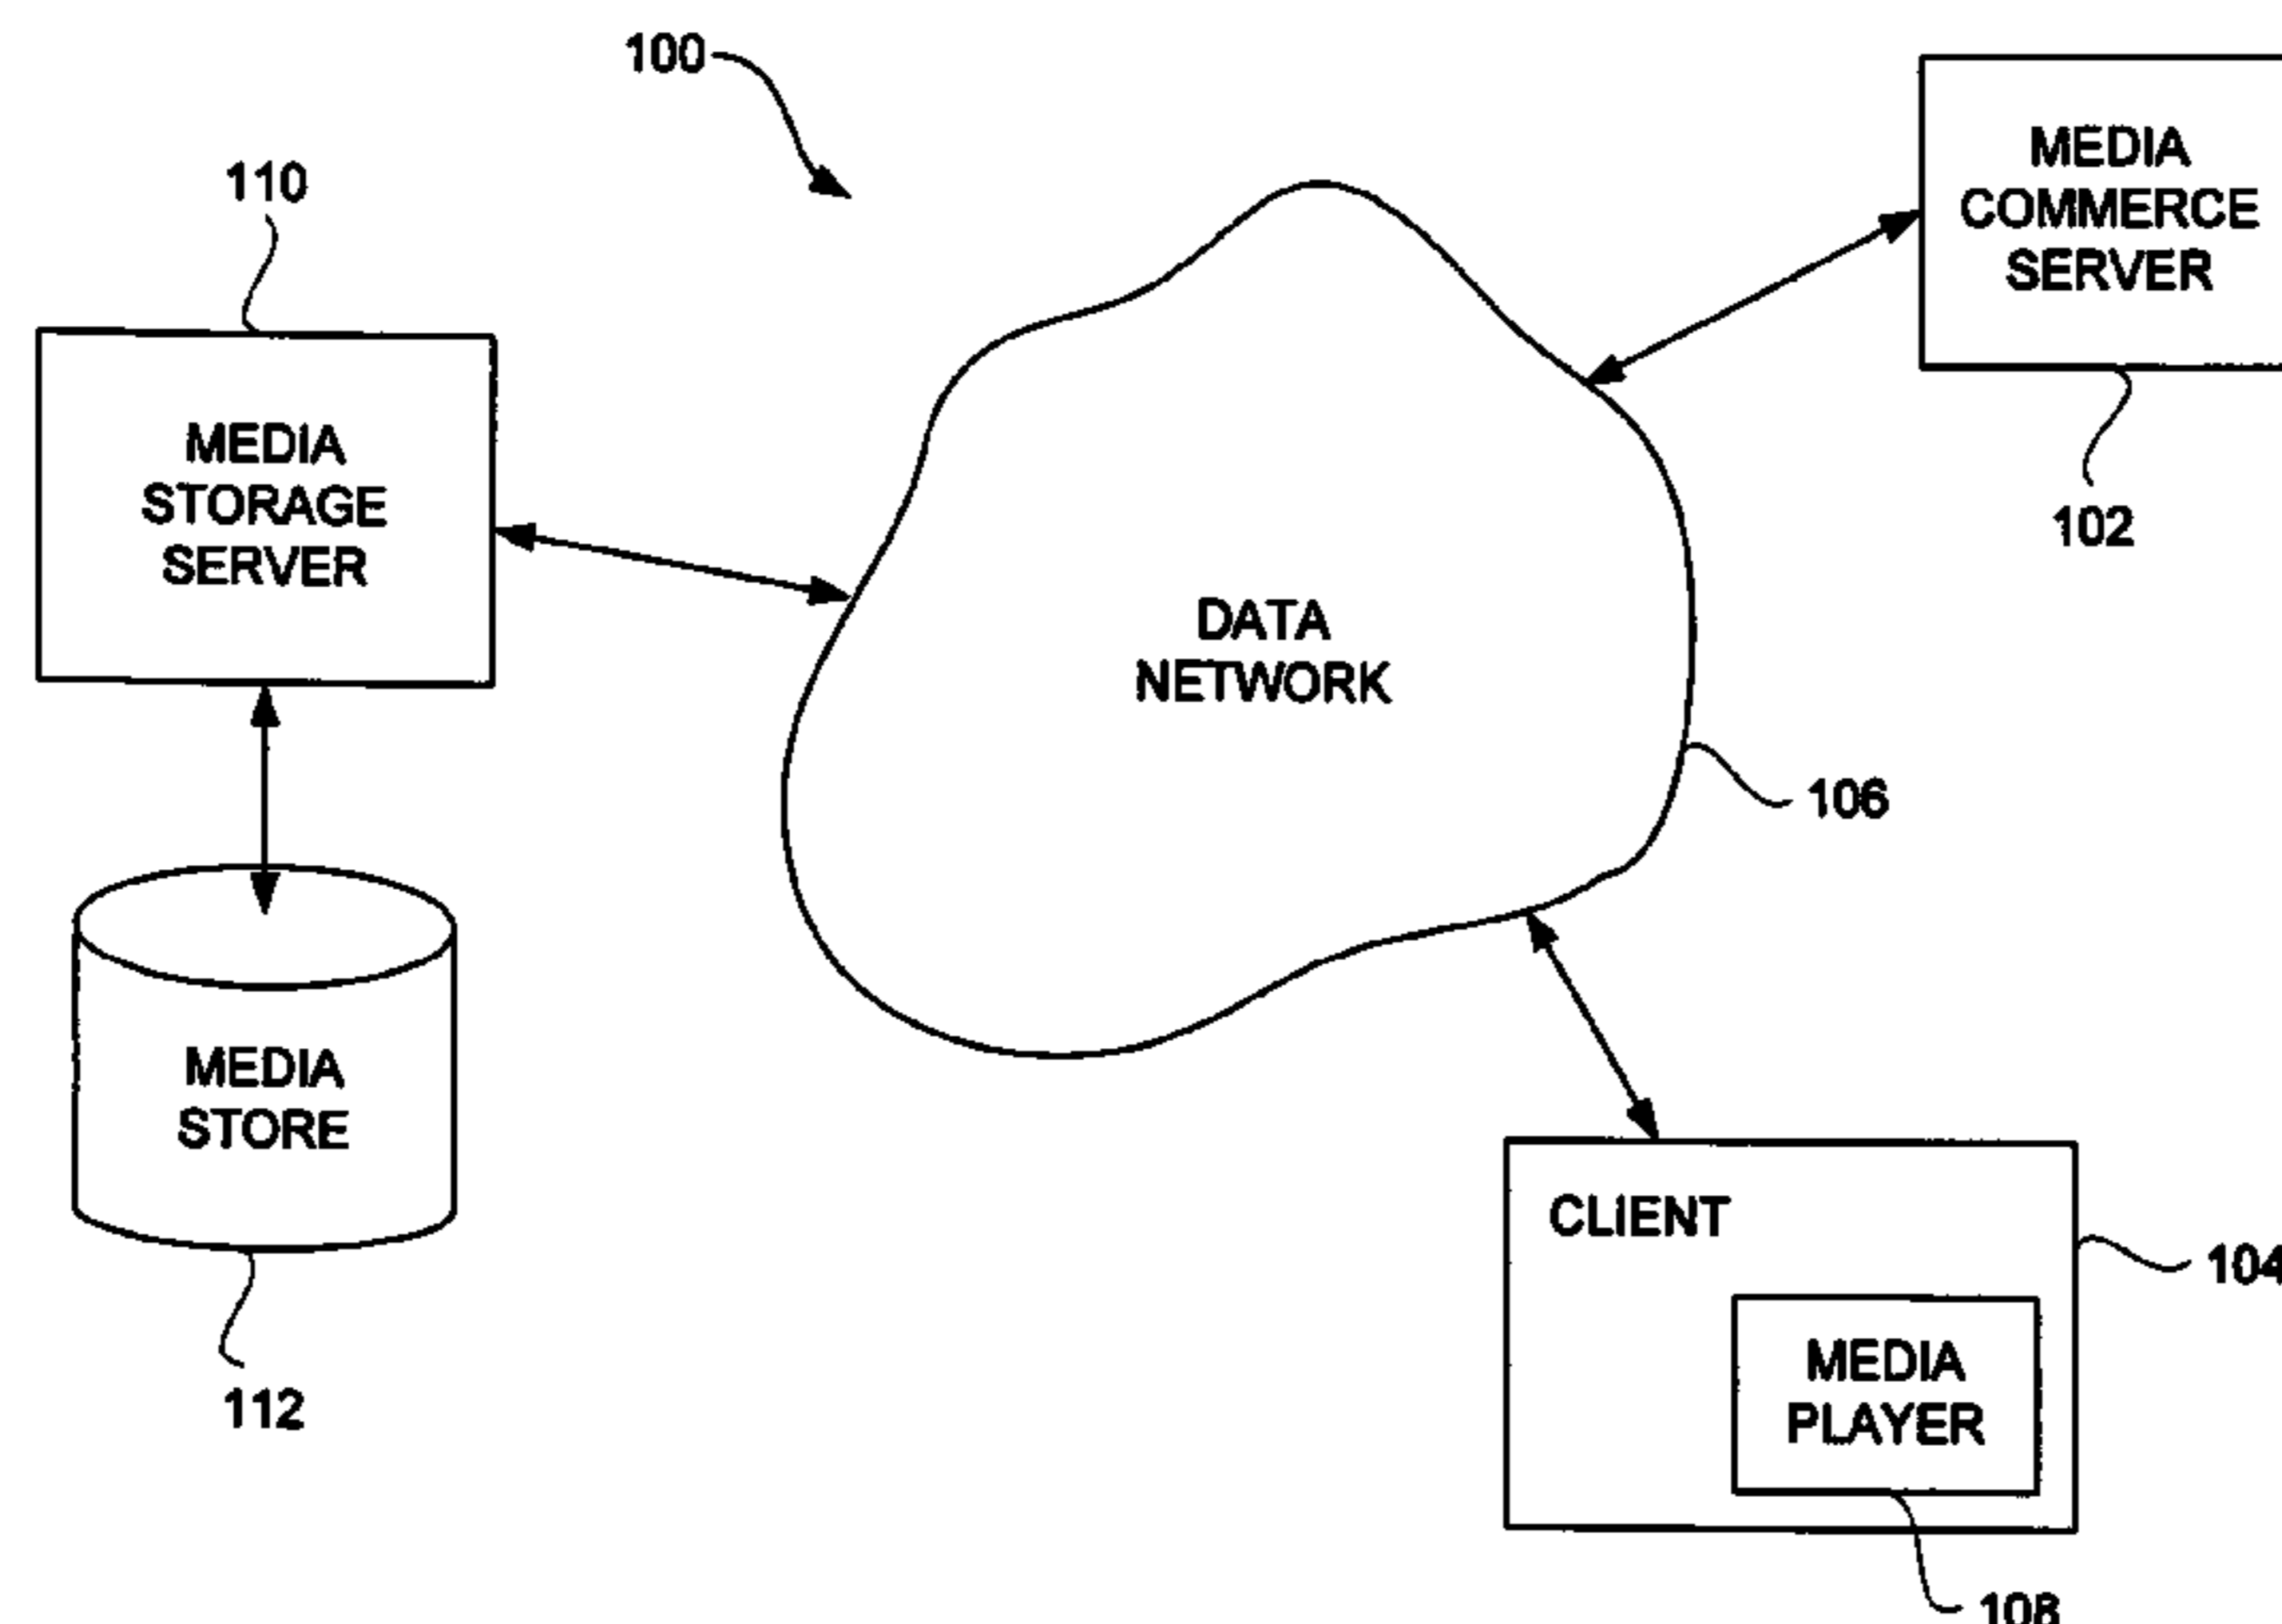 100
MEDIA
COMMERCE
SERVER
102
110
MEDIA
STORAGE
SERVER
DATA
NETWORK
106
MEDIA
STORE
112
CLIENT
104
MEDIA
PLAYER
108